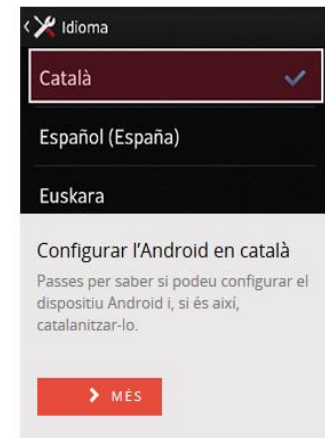 Idioma
Català
Español (España)
Euskara
Configurar l'Android en català
Passes per saber si podeu configurar el
dispositiu Android i, si és així,
catalanitzar-lo.
MÉS